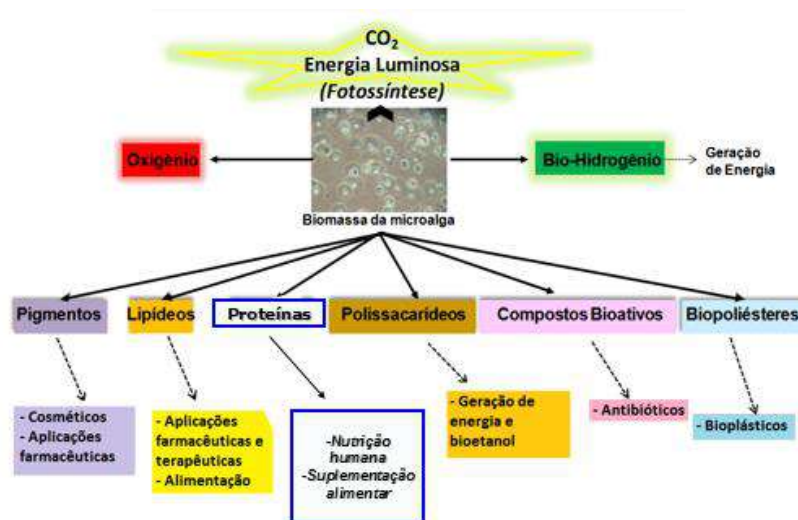 CO2
Energia Luminosa
(Fotossíntese)
Oxigênio
Bio-Hidrogênio
Geração
de Energia
Biomassa da microalga
Pigmentos
Lipídeos
Proteínas
Polissacarídeos
Compostos Bioativos
Biopoliésteres
- Cosméticos
- Aplicações
farmacêuticas
- Aplicações
farmacêuticas e
terapêuticas
- Alimentação
-Nutrição
humana
-Suplementação
alimentar
- Geração de
energia e
bioetanol
- Antibióticos
- Bioplásticos